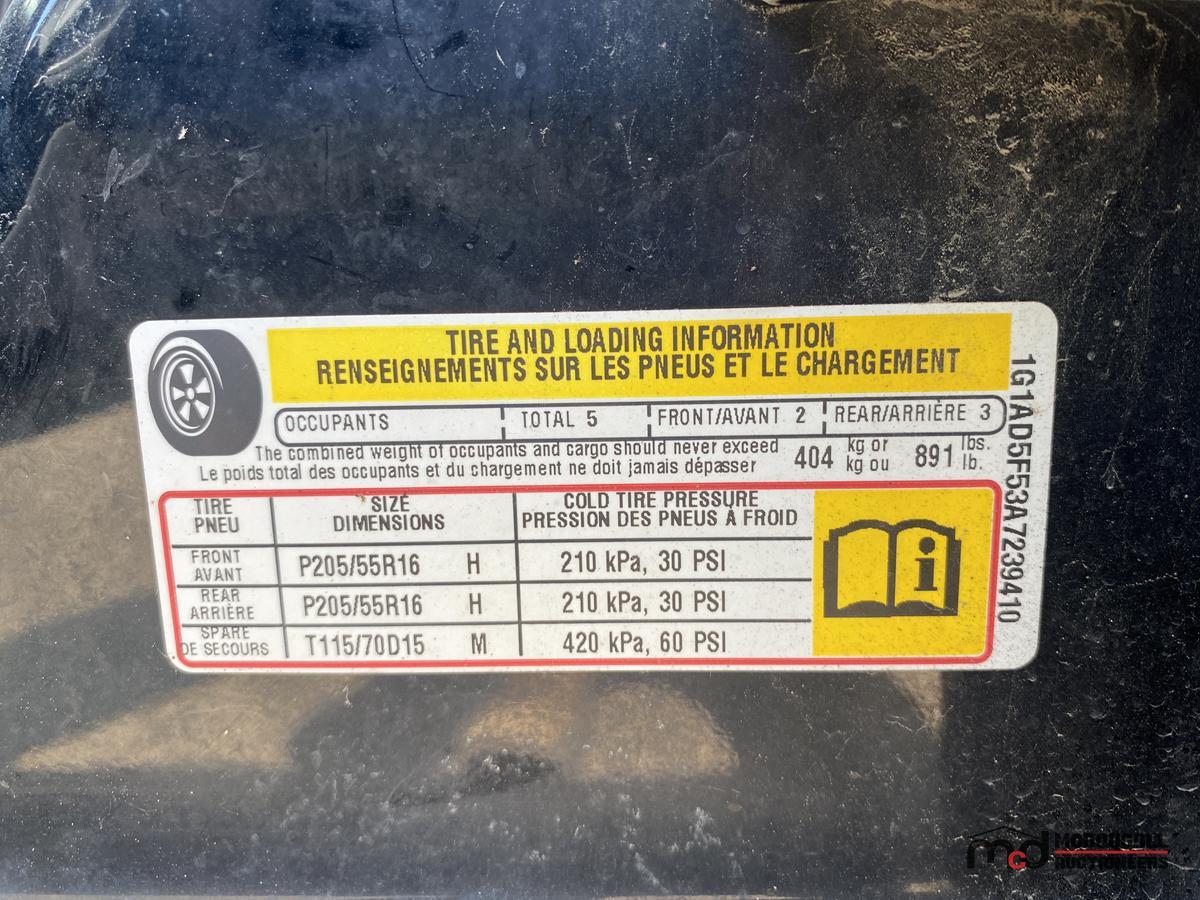 TIRE AND LOADING INFORMATION
RENSEIGNEMENTS SUR LES PNEUS ET LE CHARGEMENT
OCCUPANTS TOTAL 5 FRONT/AVANT 2 REAR/ARRIÈRE 3
The combined weight of occupants and cargo should never exceed 404 kg or 891 lbs.
Le poids total des occupants et du chargement ne doit jamais dépasser kg ou lb.
TIRE SIZE COLD TIRE PRESSURE
PNEU DIMENSIONS PRESSION DES PNEUS À FROID
FRONT
AVANT P205/55R16 H 210 kPa, 30 PSI
REAR
ARRIÈRE P205/55R16 H 210 kPa, 30 PSI
SPARE
DE SECOURS T115/70D15 M 420 kPa, 60 PSI
i
1G1AD5F53A7239410
mcd
AUCTIONEERS